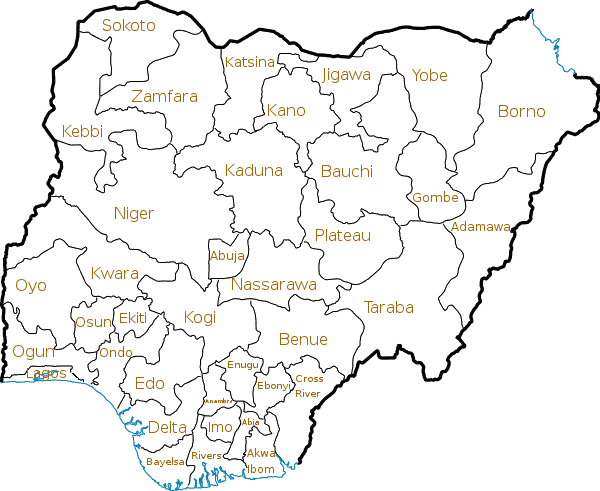 Sokoto
Katsina
Jigawa
Yobe
Zamfara
Kano
Borno
Kebbi
Kaduna
Bauchi
Gombe
Niger
Adamawa
Plateau
Abuja
Kwara
Oyo
Nassarawa
Taraba
Osun
Ekiti
Kogi
Benue
Ogun
Ondo
Lagos
Edo
Enugu
Ebonyi
Cross
River
Anambra
Delta
Imo
Abia
Bayelsa
Rivers
Akwa
Ibom